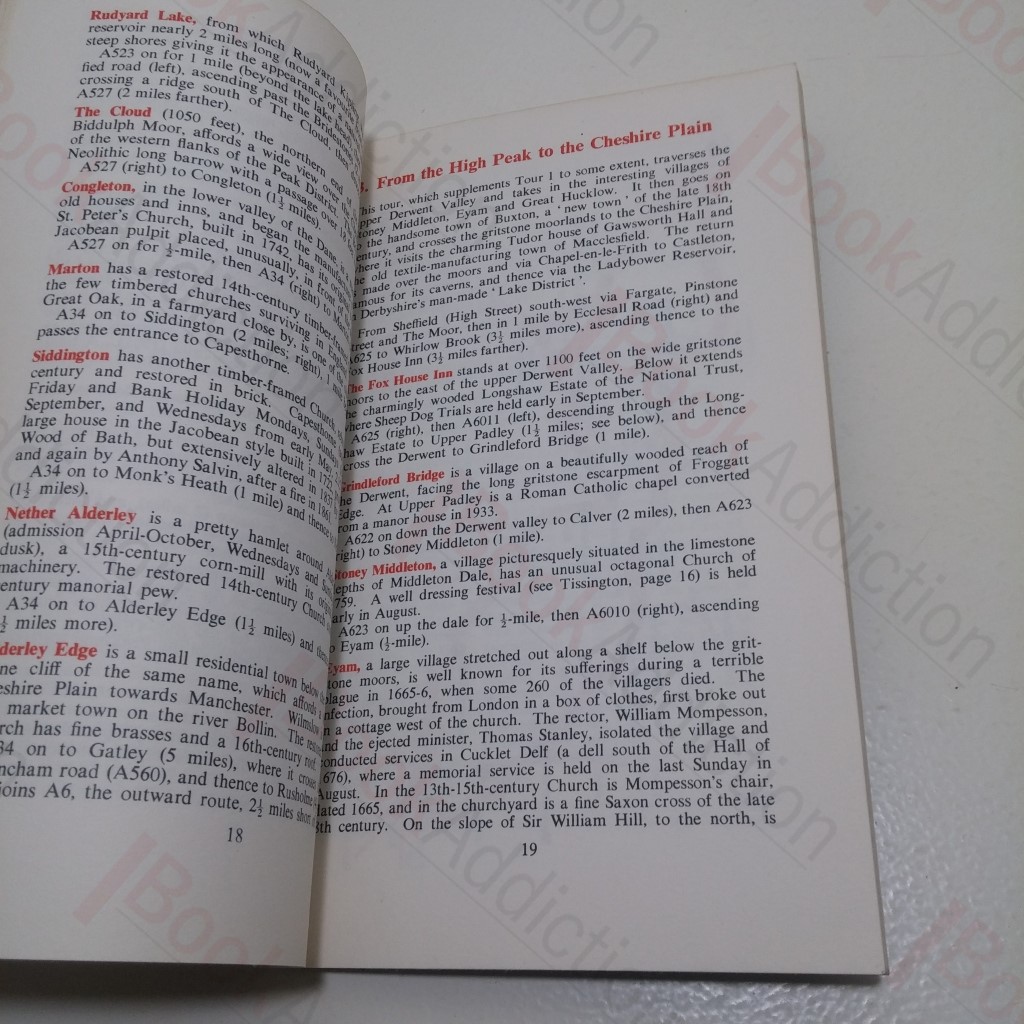 Rudyard Lake, from which Rudyard
reservoir nearly 2 miles long (now a
steep shores giving it the appearance of a
A523 on for 1 mile (beyond the lake
fied road (left), ascending past the
crossing a ridge south of The Cloud,
A527 (2 miles farther).
The Cloud (1050 feet), the northern end of
Biddulph Moor, affords a wide view over
of the western flanks of the Peak District.
Neolithic long barrow with a passage over
A527 (right) to Congleton (1½ miles).
Congleton, in the lower valley of the Dane,
old houses and inns, and began the
St. Peter's Church, built in 1742, has its
Jacobean pulpit placed, unusually, in front of
A527 on for ½-mile, then A34 (right) to
Marton has a restored 14th-century
the few timbered churches surviving in
Great Oak, in a farmyard close by, is one of the
A34 on to Siddington (2 miles; right),
passes the entrance to Capesthorne.
Siddington has another timber-framed Church,
century and restored in brick.
Friday and Bank Holiday Mondays,
September, and Wednesdays from early
large house in the Jacobean style built in
Wood of Bath, but extensively altered in
and again by Anthony Salvin, after a fire in 1861.
A34 on to Monk's Heath (1 mile) and thence
(1½ miles).
Nether Alderley is a pretty hamlet around
(admission April-October, Wednesdays and
dusk), a 15th-century corn-mill with its
machinery. The restored 14th-century Church
manorial pew.
A34 on to Alderley Edge (1½ miles) and
miles more).
Edge is a small residential town below
cliff of the same name, which affords
Plain towards Manchester. Wilmslow
market town on the river Bollin. The
has fine brasses and a 16th-century roof.
on to Gatley (5 miles), where it
road (A560), and thence to Rusholme
joins A6, the outward route, 2½ miles short
18
From the High Peak to the Cheshire Plain
tour, which supplements Tour 1 to some extent, traverses the
Derwent Valley and takes in the interesting villages of
Middleton, Eyam and Great Hucklow. It then goes on
the handsome town of Buxton, a ' new town ' of the late 18th
and crosses the gritstone moorlands to the Cheshire Plain,
where it visits the charming Tudor house of Gawsworth Hall and
old textile-manufacturing town of Macclesfield. The return
made over the moors and via Chapel-en-le-Frith to Castleton,
for its caverns, and thence via the Ladybower Reservoir,
Derbyshire's man-made ' Lake District '.
From Sheffield (High Street) south-west via Fargate, Pinstone
and The Moor, then in 1 mile by Ecclesall Road (right) and
A625 to Whirlow Brook (3½ miles more), ascending thence to the
Fox House Inn (3½ miles farther).
The Fox House Inn stands at over 1100 feet on the wide gritstone
moors to the east of the upper Derwent Valley. Below it extends
the charmingly wooded Longshaw Estate of the National Trust,
where Sheep Dog Trials are held early in September.
A625 (right), then A6011 (left), descending through the Long-
shaw Estate to Upper Padley (1½ miles; see below), and thence
cross the Derwent to Grindleford Bridge (1 mile).
Grindleford Bridge is a village on a beautifully wooded reach of
the Derwent, facing the long gritstone escarpment of Froggatt
Edge. At Upper Padley is a Roman Catholic chapel converted
from a manor house in 1933.
A622 on down the Derwent valley to Calver (2 miles), then A623
(right) to Stoney Middleton (1 mile).
Stoney Middleton, a village picturesquely situated in the limestone
depths of Middleton Dale, has an unusual octagonal Church of
1759. A well dressing festival (see Tissington, page 16) is held
early in August.
A623 on up the dale for ½-mile, then A6010 (right), ascending
to Eyam (½-mile).
Eyam, a large village stretched out along a shelf below the grit-
stone moors, is well known for its sufferings during a terrible
plague in 1665-6, when some 260 of the villagers died. The
infection, brought from London in a box of clothes, first broke out
in a cottage west of the church. The rector, William Mompesson,
and the ejected minister, Thomas Stanley, isolated the village and
conducted services in Cucklet Delf (a dell south of the Hall of
1676), where a memorial service is held on the last Sunday in
August. In the 13th-15th-century Church is Mompesson's chair,
dated 1665, and in the churchyard is a fine Saxon cross of the late
8th century. On the slope of Sir William Hill, to the north, is
19